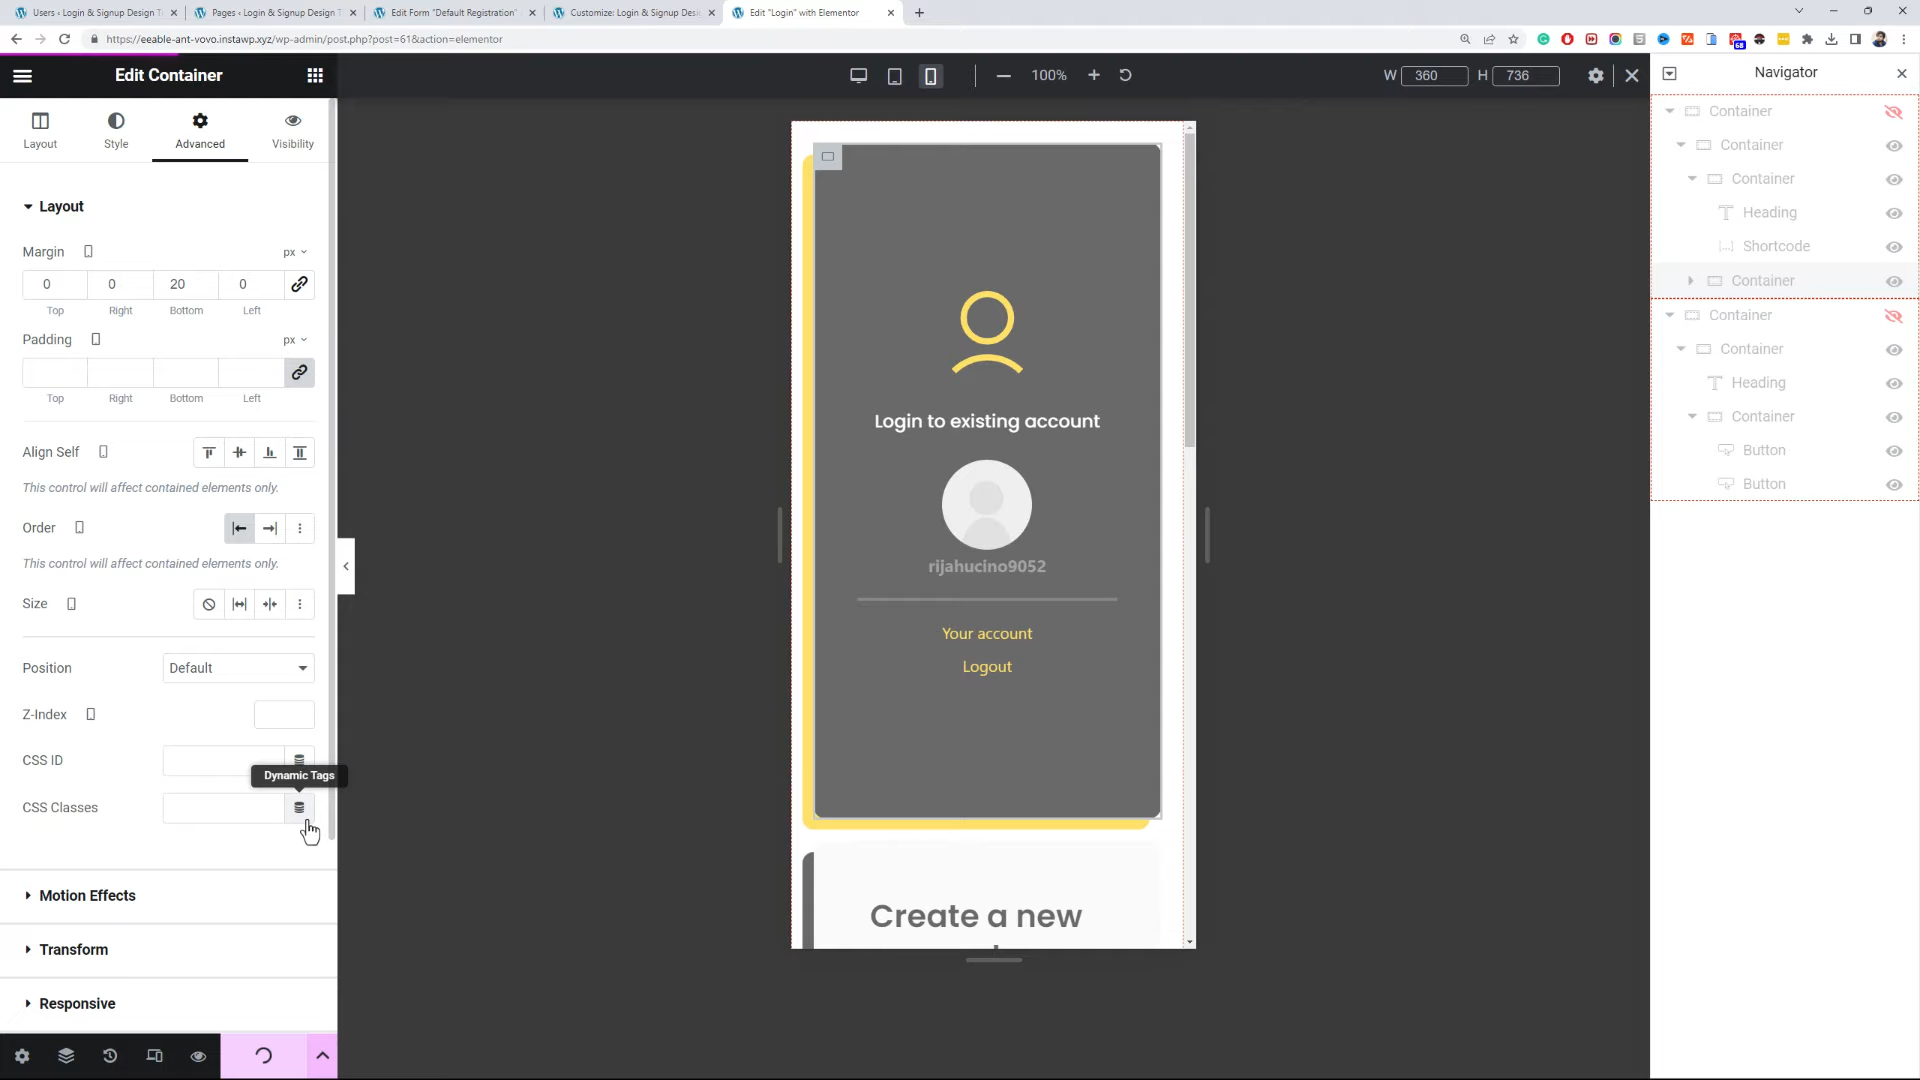 Users ‹ Login & Signup Design T
Pages ‹ Login & Signup Design T
Edit Form "Default Registration"
Customize: Login & Signup Desi
Edit "Login" with Elementor
https://eeable-ant-vovo.instawp.xyz/wp-admin/post.php?post=61&action=elementor
68
Edit Container
100%
W 360 H 736
Navigator
Layout
Style
Advanced
Visibility
Layout
Margin
px
0
0
20
0
Top
Right
Bottom
Left
Padding
px
Top
Right
Bottom
Left
Align Self
This control will affect contained elements only.
Order
This control will affect contained elements only.
Size
Position
Default
Z-Index
CSS ID
Dynamic Tags
CSS Classes
Motion Effects
Transform
Responsive
Login to existing account
rijahucino9052
Your account
Logout
Create a new
Container
Container
Container
Heading
Shortcode
Container
Container
Container
Heading
Container
Button
Button